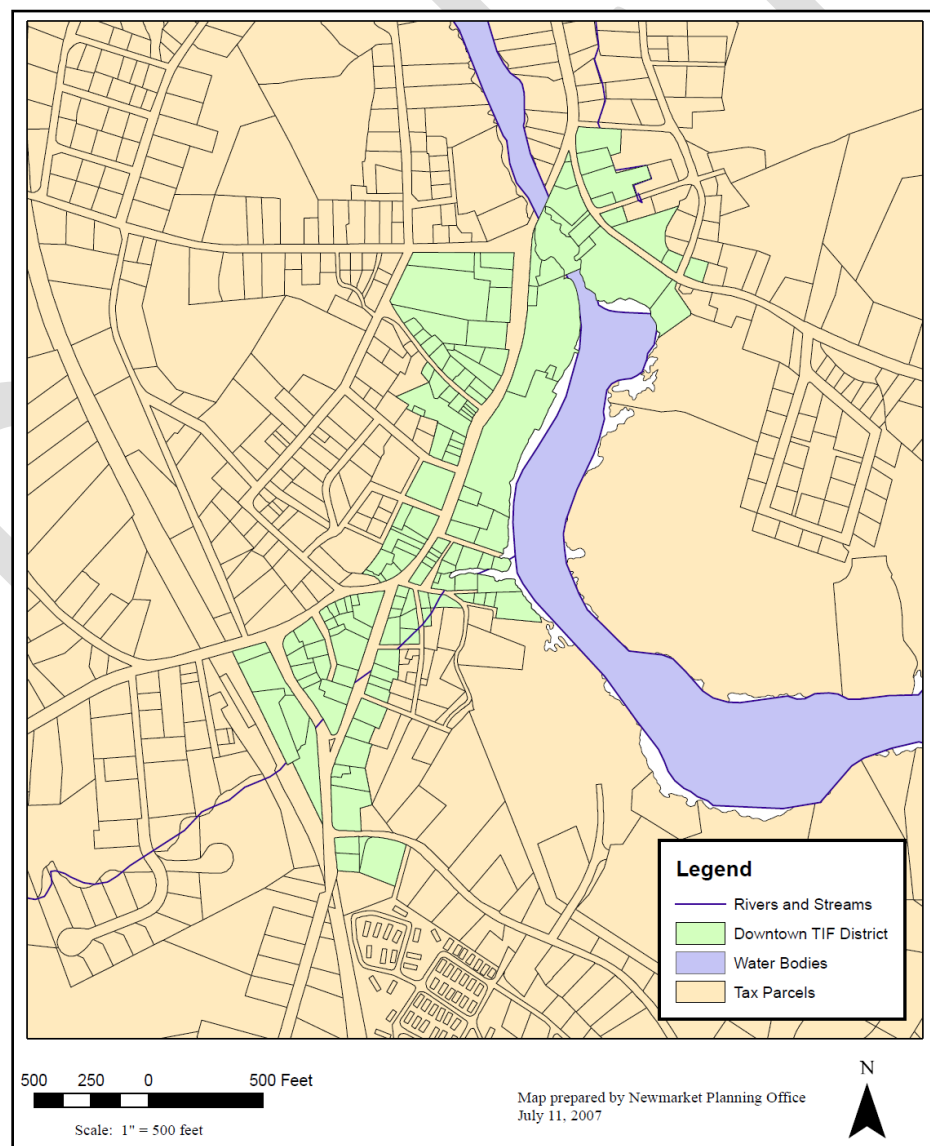 Legend
Rivers and Streams
Downtown TIF District
Water Bodies
Tax Parcels
500 250 0 500 Feet
Scale: 1" = 500 feet
Map prepared by Newmarket Planning Office
July 11, 2007
N